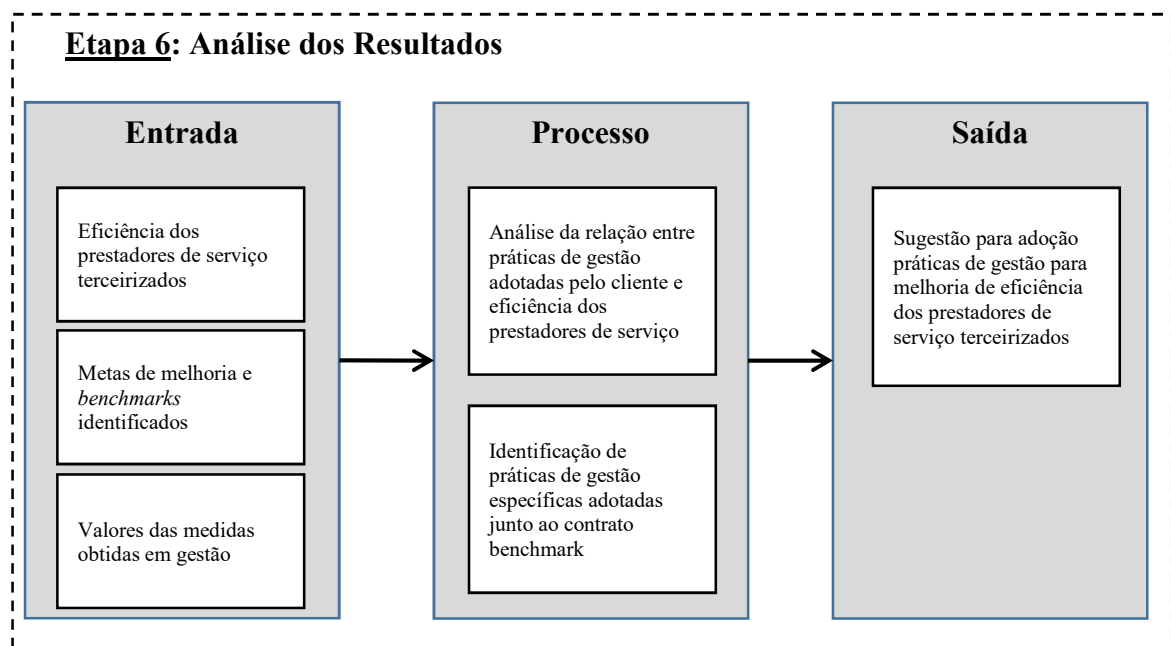 Etapa 6: Análise dos Resultados
Entrada
Eficiência dos
prestadores de serviço
terceirizados
Metas de melhoria e
benchmarks
identificados
Valores das medidas
obtidas em gestão
Processo
Análise da relação entre
práticas de gestão
adotadas pelo cliente e
eficiência dos
prestadores de serviço
Identificação de
práticas de gestão
específicas adotadas
junto ao contrato
benchmark
Saída
Sugestão para adoção
práticas de gestão para
melhoria de eficiência
dos prestadores de
serviço terceirizados